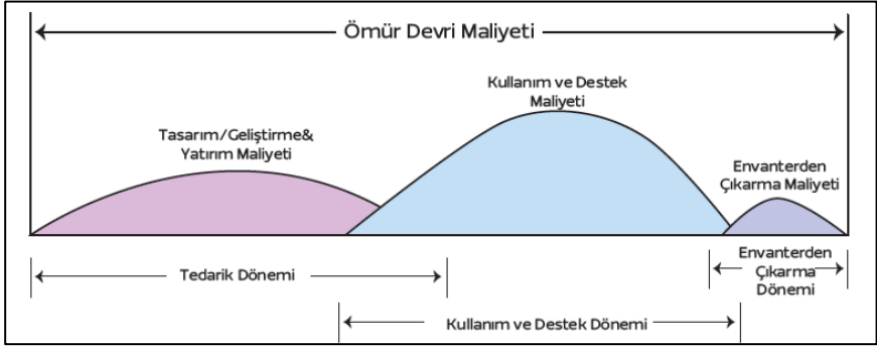 Ömür Devri Maliyeti
Kullanım ve Destek
Maliyeti
Tasarım/Geliştirme&
Yatırım Maliyeti
Envanterden
Çıkarma Maliyeti
Tedarik Dönemi
Envanterden
Çıkarma
Dönemi
Kullanım ve Destek Dönemi